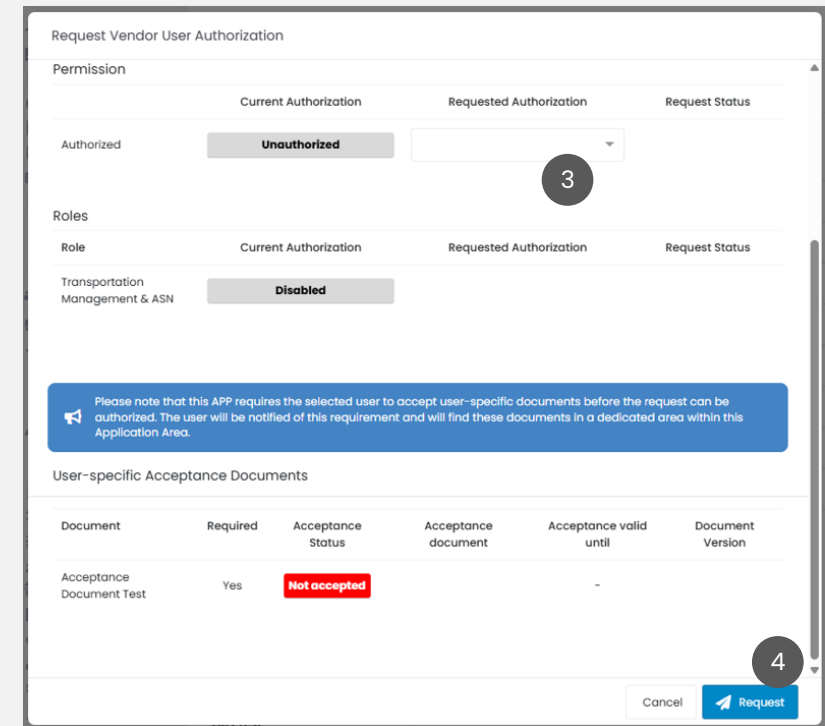 Request Vendor User Authorization
Permission
Current Authorization Requested Authorization Request Status
Authorized Unauthorized
3
Roles
Role Current Authorization Requested Authorization Request Status
Transportation
Management & ASN
Disabled
Please note that this APP requires the selected user to accept user-specific documents before the request can be
authorized. The user will be notified of this requirement and will find these documents in a dedicated area within this
Application Area.
User-specific Acceptance Documents
Document Required Acceptance Status Acceptance document Acceptance valid until Document Version
Acceptance
Document Test
Yes Not accepted -
4
Cancel Request